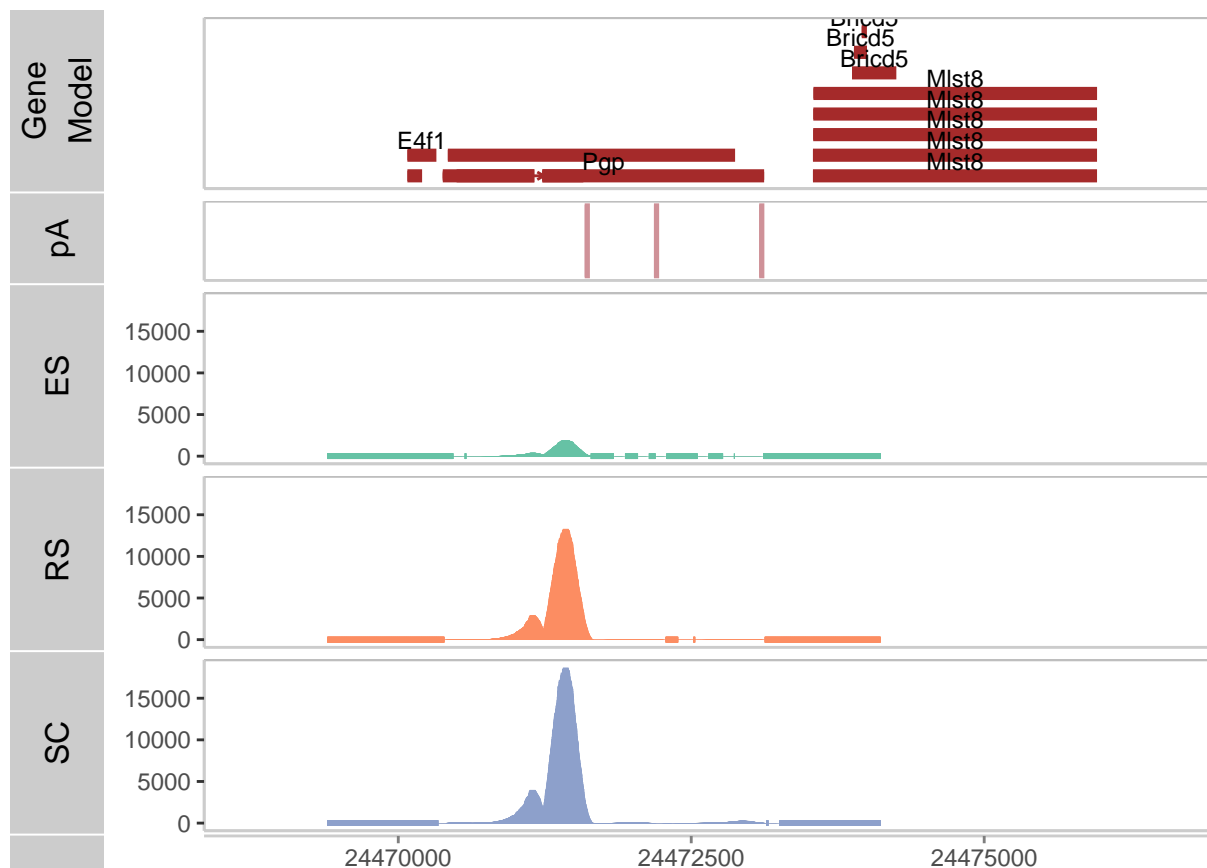 Gene
Model
Bricd5
Bricd5
Bricd5
Mlst8
Mlst8
Mlst8
E4f1
Mlst8
Pgp
Mlst8
pA
ES
15000
10000
5000
0
RS
15000
10000
5000
0
SC
15000
10000
5000
0
24470000
24472500
24475000